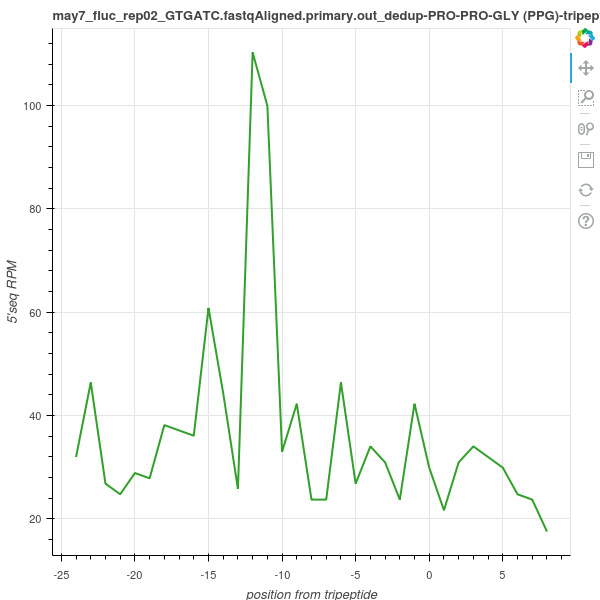 may7_fluc_rep02_GTGATC.fastqAligned.primary.out_dedup-PRO-PRO-GLY (PPG)-tripep
100
80
60
40
20
5'seq RPM
-25 -20 -15 -10 -5 0 5
position from tripeptide